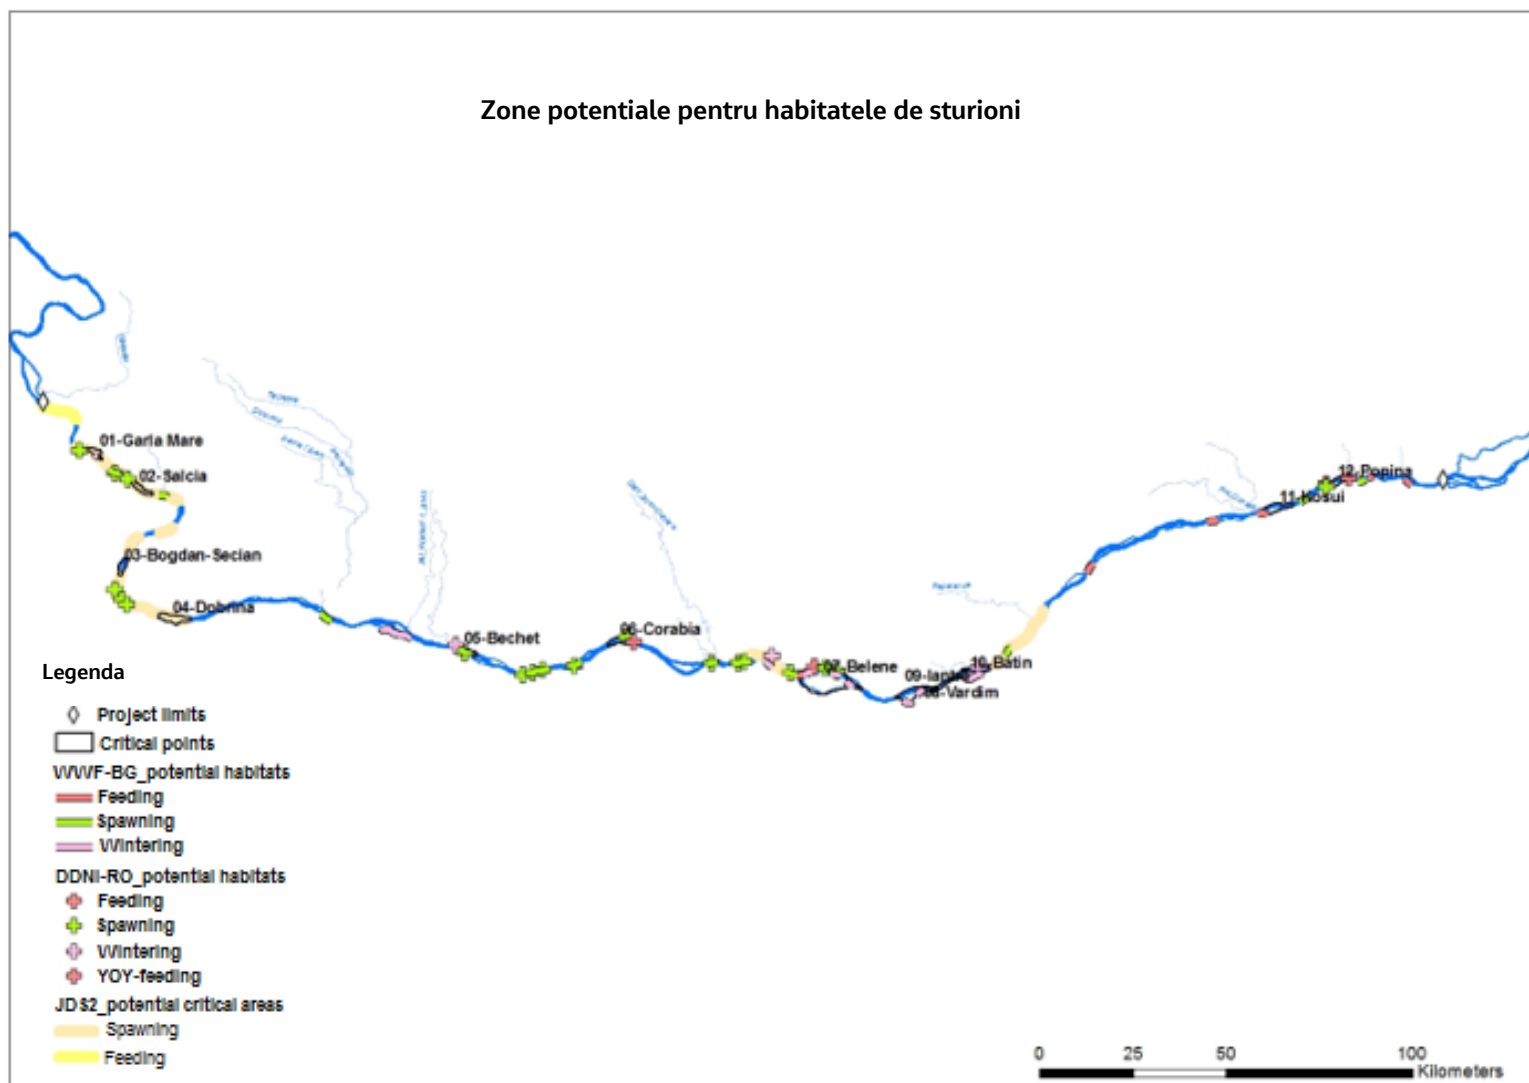 Zone potentiale pentru habitatele de sturioni
01-Garla Mare
02-Salcia
03-Bogdan-Secian
04-Dobrina
05-Bechet
06-Corabia
07-Belene
08-Vardim
10-Batin
11-Kosui
12-Popina
Legenda
Project limits
Critical points
WWF-BG_potential habitats
Feeding
Spawning
Wintering
DDNI-RO_potential habitats
Feeding
Spawning
Wintering
YOY-feeding
JDS2_potential critical areas
Spawning
Feeding
0 25 50 100
Kilometers